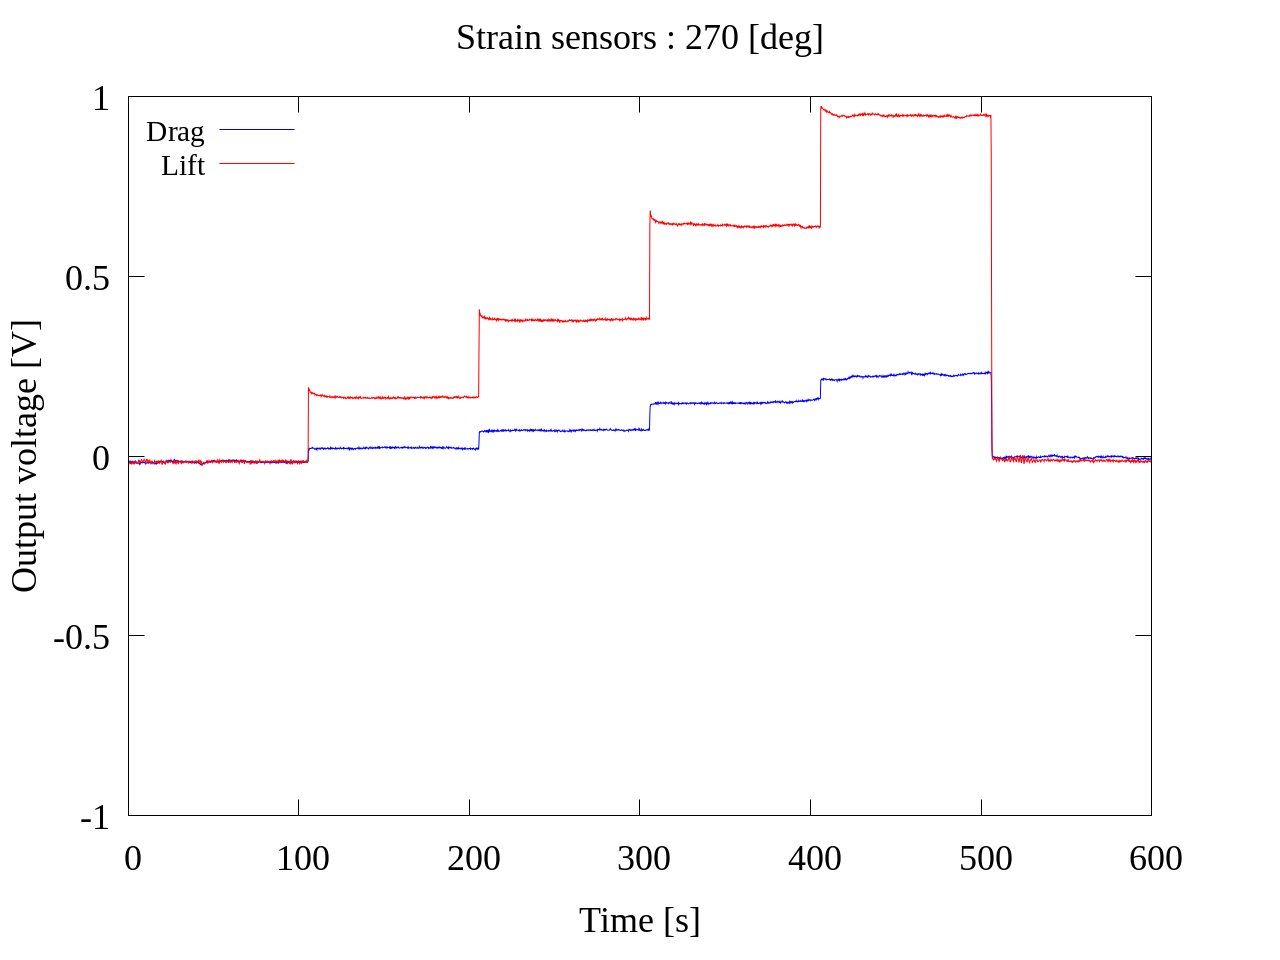 Strain sensors : 270 [deg]
Drag
Lift
1
0.5
0
-0.5
-1
Output voltage [V]
0 100 200 300 400 500 600
Time [s]